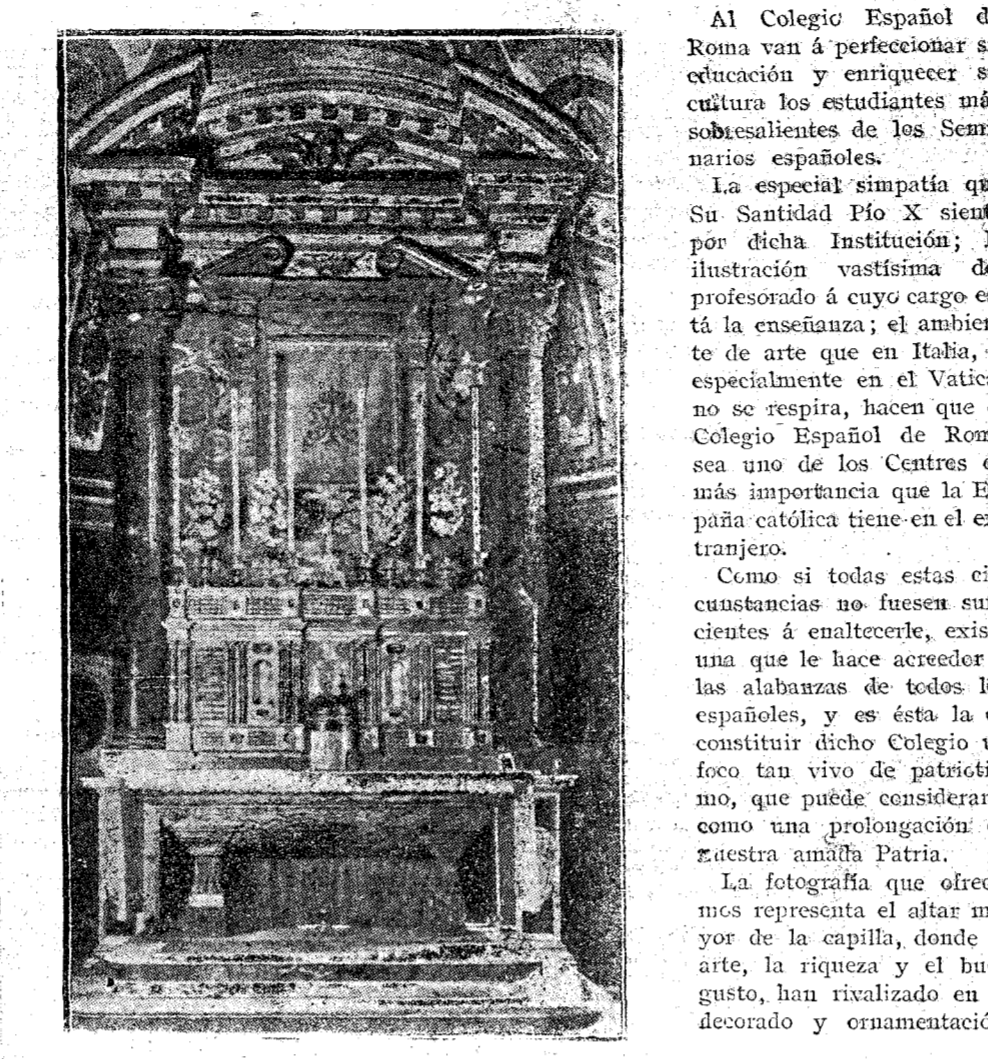 Al Colegio Español d
Roma van á perfeccionar s
educación y enriquecer s
cultura los estudiantes má
sobresalientes de los Sem
narios españoles.
La especial simpatía qu
Su Santidad Pío X sient
por dicha Institución; l
ilustración vastísima de
profesorado á cuyo cargo e
tá la enseñanza; el ambien
te de arte que en Italia,
especialmente en el Vatica
no se respira, hacen que
Colegio Español de Rom
sea uno de los Centros d
más importancia que la E
paña católica tiene en el ex
tranjero.
Como si todas estas ci
cunstancias no fuesen suf
cientes á enaltecerle, exis
una que le hace acreedor
las alabanzas de todos l
españoles, y es ésta la d
constituir dicho Colegio u
foco tan vivo de patrioti
mo, que puede considerar
como una prolongación d
nuestra amada Patria.
La fotografía que ofrec
mos representa el altar m
yor de la capilla, donde
arte, la riqueza y el bu
gusto, han rivalizado en
decorado y ornamentació